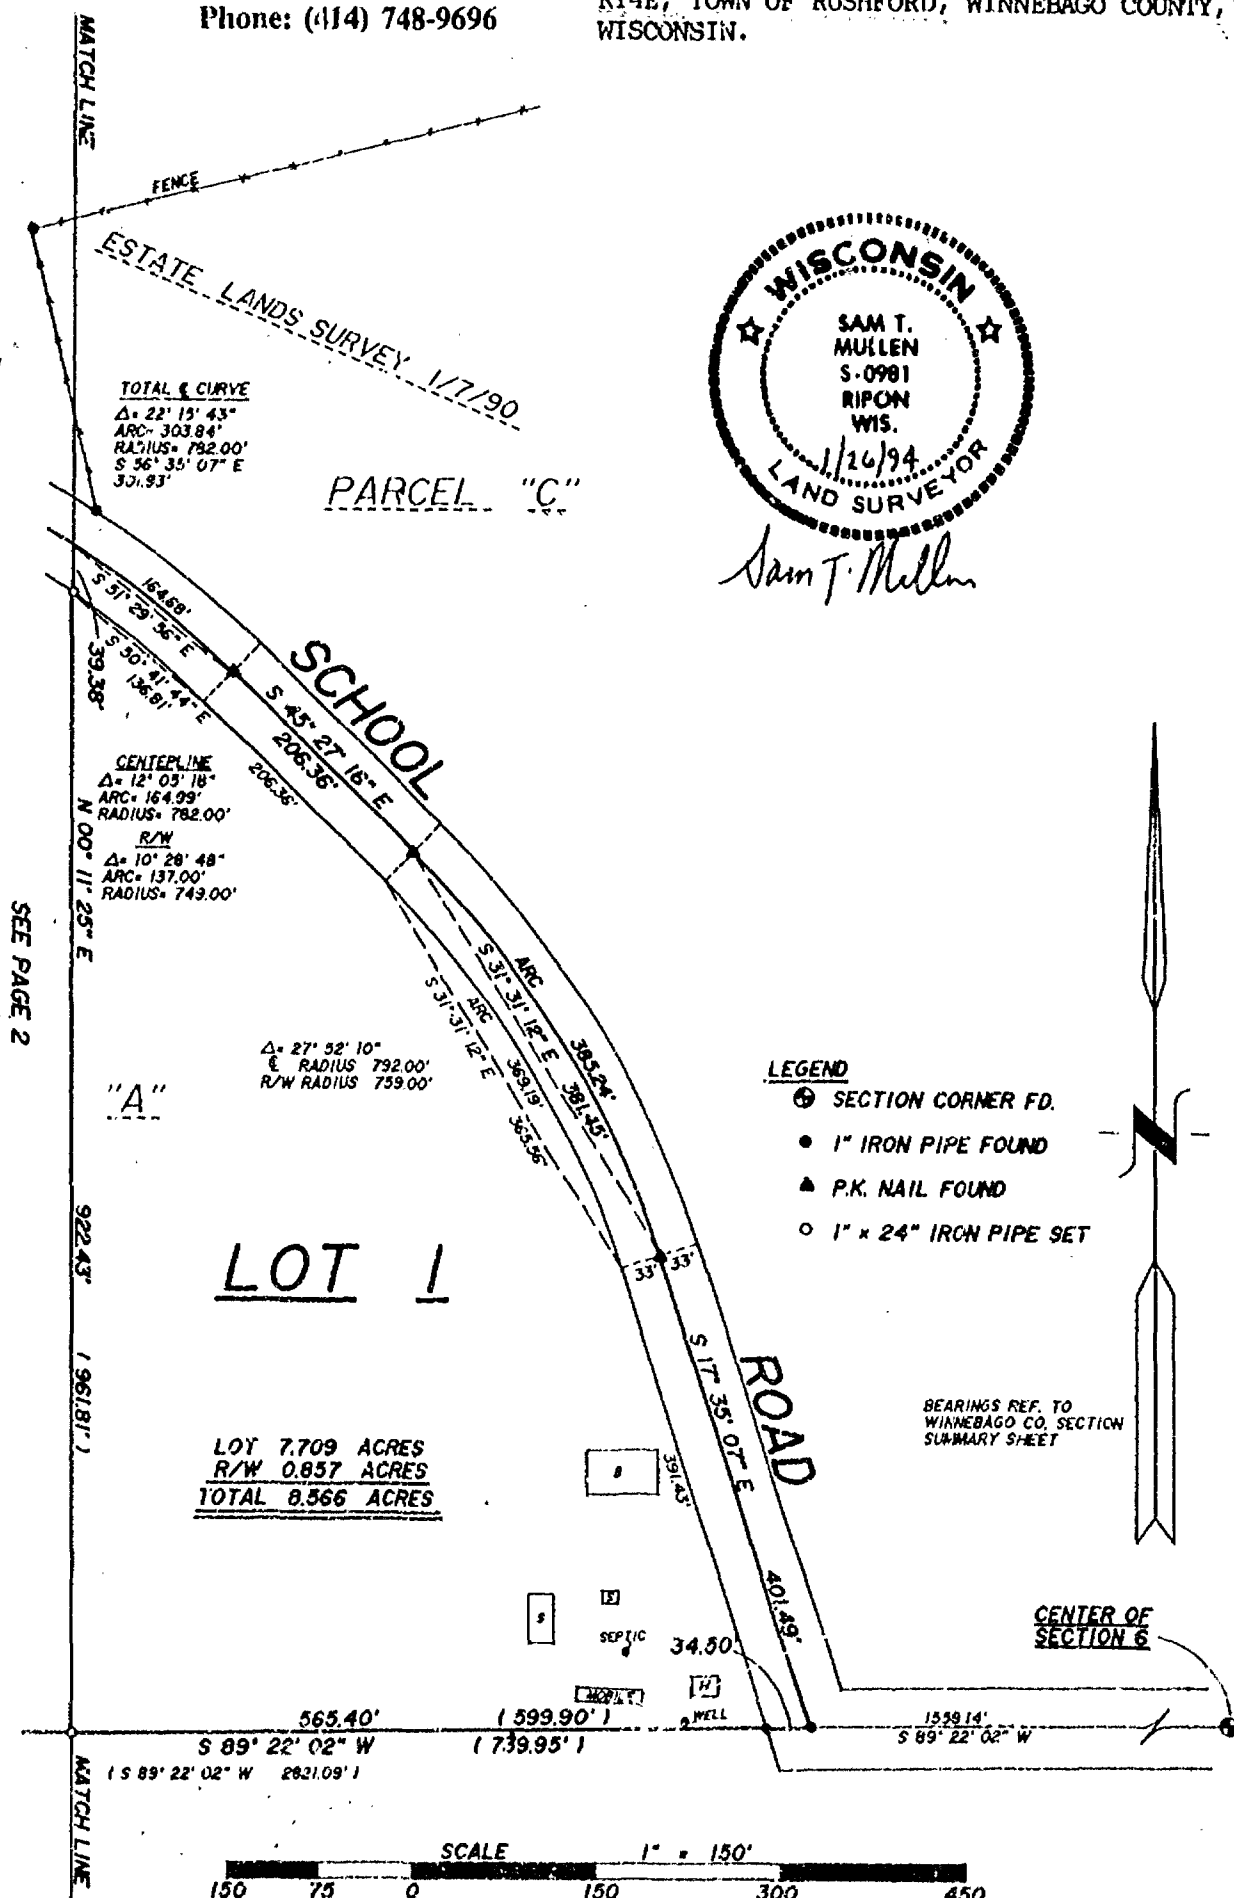 Phone: (414) 748-9696
R14E, TOWN OF RUSHFORD, WINNEBAGO COUNTY,
WISCONSIN.
MATCH LINE
FENCE
ESTATE LANDS SURVEY 1/7/90
WISCONSIN
SAM T.
MULLEN
S-0981
RIPON
WIS.
1/26/94
LAND SURVEYOR
Sam T. Mullen
TOTAL ℄ CURVE
Δ= 22° 15' 43"
ARC= 303.84'
RADIUS= 782.00'
S 56° 35' 07" E
301.93'
PARCEL "C"
164.68'
S 51° 29' 56" E
S 50° 41' 44" E
136.81'
39.38'
SCHOOL
S 45° 27' 16" E
206.36'
206.36'
CENTERLINE
Δ= 12° 05' 18"
ARC= 164.99'
RADIUS= 782.00'
R/W
Δ= 10° 28' 48"
ARC= 137.00'
RADIUS= 749.00'
N 00° 11' 25" E
SEE PAGE 2
ARC
385.24'
S 31° 31' 12" E
381.45'
ARC
369.19'
S 31° 31' 12" E
365.56'
Δ= 27° 52' 10"
℄ RADIUS 792.00'
R/W RADIUS 759.00'
"A"
LEGEND
SECTION CORNER FD.
1" IRON PIPE FOUND
P.K. NAIL FOUND
1" x 24" IRON PIPE SET
N
922.43'
(961.81')
LOT 1
33' 33'
S 17° 35' 07" E
ROAD
391.43'
401.49'
BEARINGS REF. TO
WINNEBAGO CO. SECTION
SUMMARY SHEET
LOT 7.709 ACRES
R/W 0.857 ACRES
TOTAL 8.566 ACRES
B
S
S
SEPTIC
34.50
MOBILE
H
WELL
CENTER OF
SECTION 6
565.40' (599.90')
S 89° 22' 02" W (739.95')
(S 89° 22' 02" W 2821.09')
1559.14'
S 89° 22' 02" W
MATCH LINE
SCALE 1" = 150'
150 75 0 150 300 450